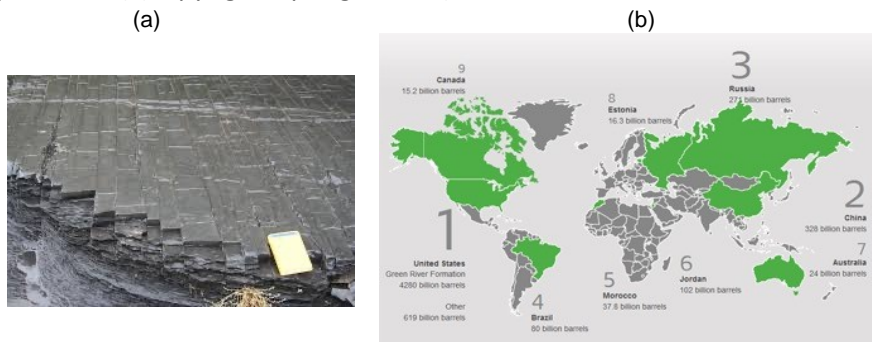 (a)
(b)
9
Canada
15.2 billion barrels
8
Estonia
16.3 billion barrels
3
Russia
271 billion barrels
1
United States
Green River Formation
4280 billion barrels
Other
619 billion barrels
4
Brazil
80 billion barrels
5
Morocco
37.8 billion barrels
6
Jordan
102 billion barrels
2
China
328 billion barrels
7
Australia
24 billion barrels